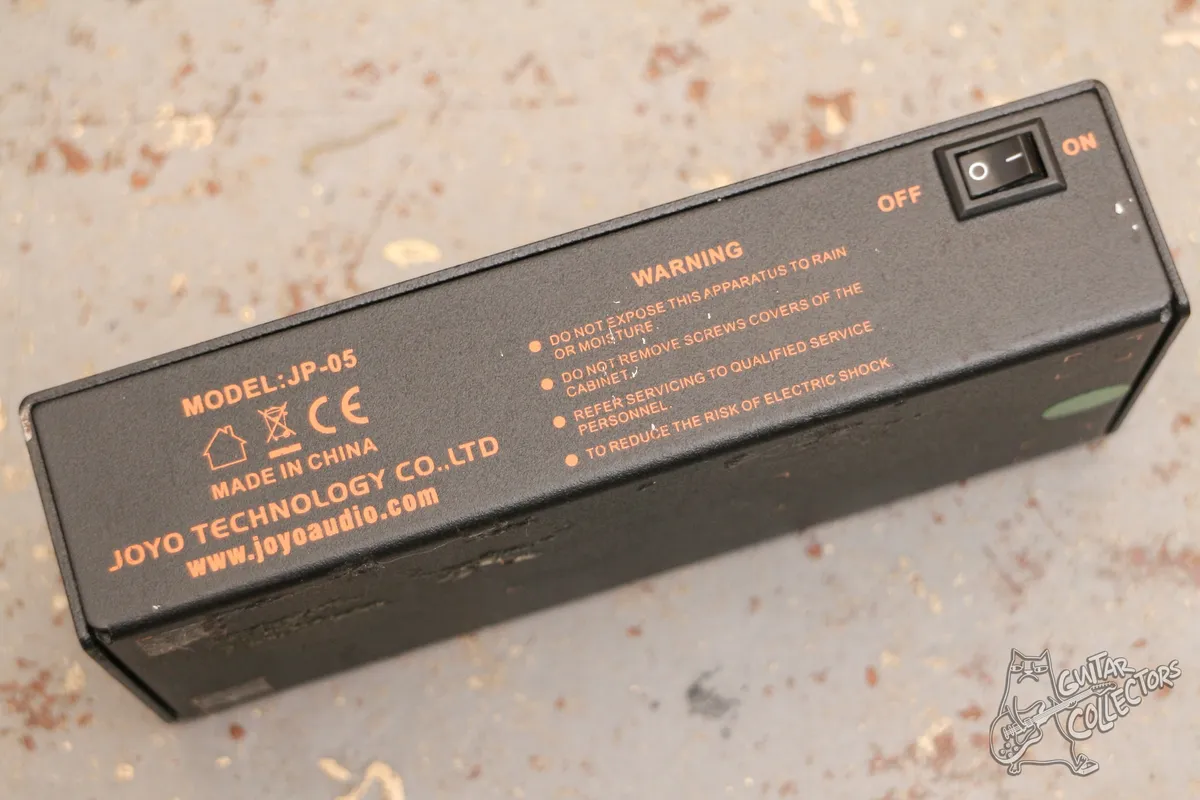 ON
OFF
WARNING
● DO NOT EXPOSE THIS APPARATUS TO RAIN
OR MOISTURE.
● DO NOT REMOVE SCREWS COVERS OF THE
CABINET.
● REFER SERVICING TO QUALIFIED SERVICE
PERSONNEL.
● TO REDUCE THE RISK OF ELECTRIC SHOCK
MODEL:JP-05
CE
MADE IN CHINA
JOYO TECHNOLOGY CO.,LTD
www.joyoaudio.com
GUITAR
COLLECTORS